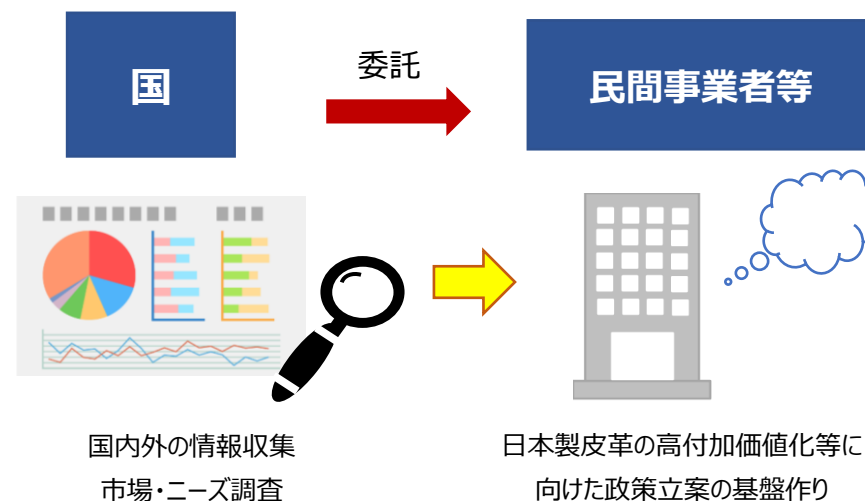 国
委託
民間事業者等
国内外の情報収集
市場・ニーズ調査
日本製皮革の高付加価値化等に
向けた政策立案の基盤作り